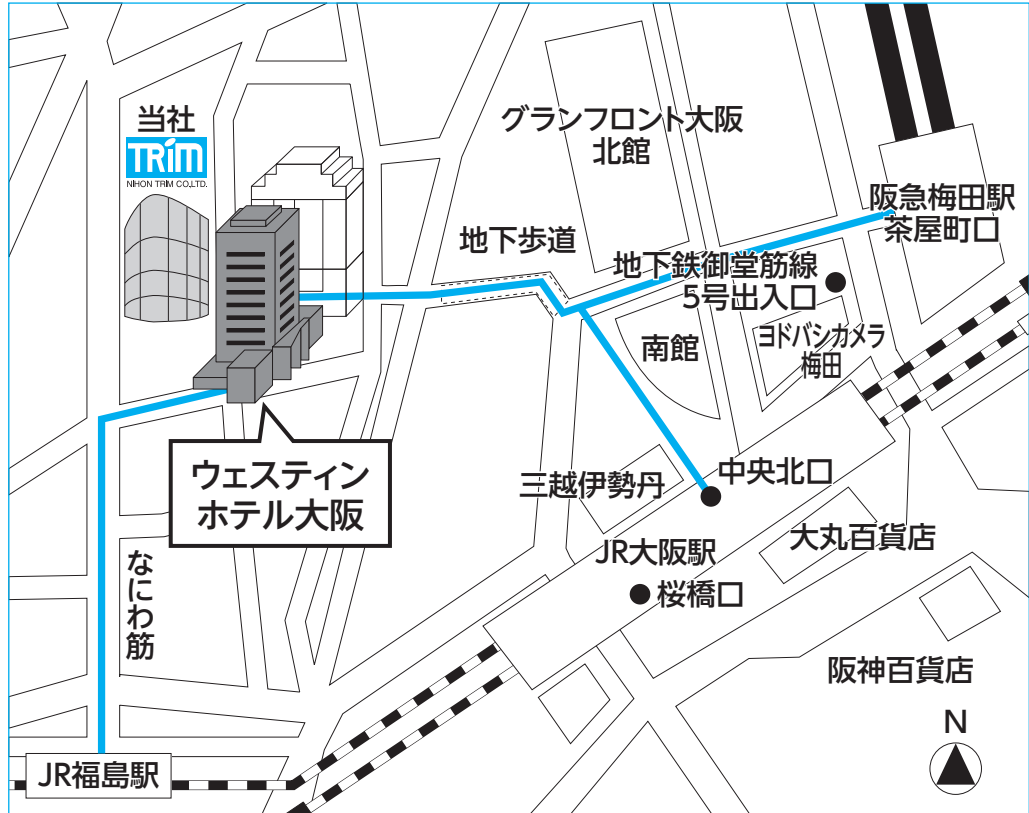 当社
TRIM
NIHON TRIM CO.,LTD.
グランフロント大阪
北館
阪急梅田駅
茶屋町口
地下歩道
地下鉄御堂筋線
5号出入口
南館
ヨドバシカメラ
梅田
ウェスティン
ホテル大阪
三越伊勢丹
中央北口
JR大阪駅
大丸百貨店
桜橋口
なにわ筋
阪神百貨店
N
JR福島駅